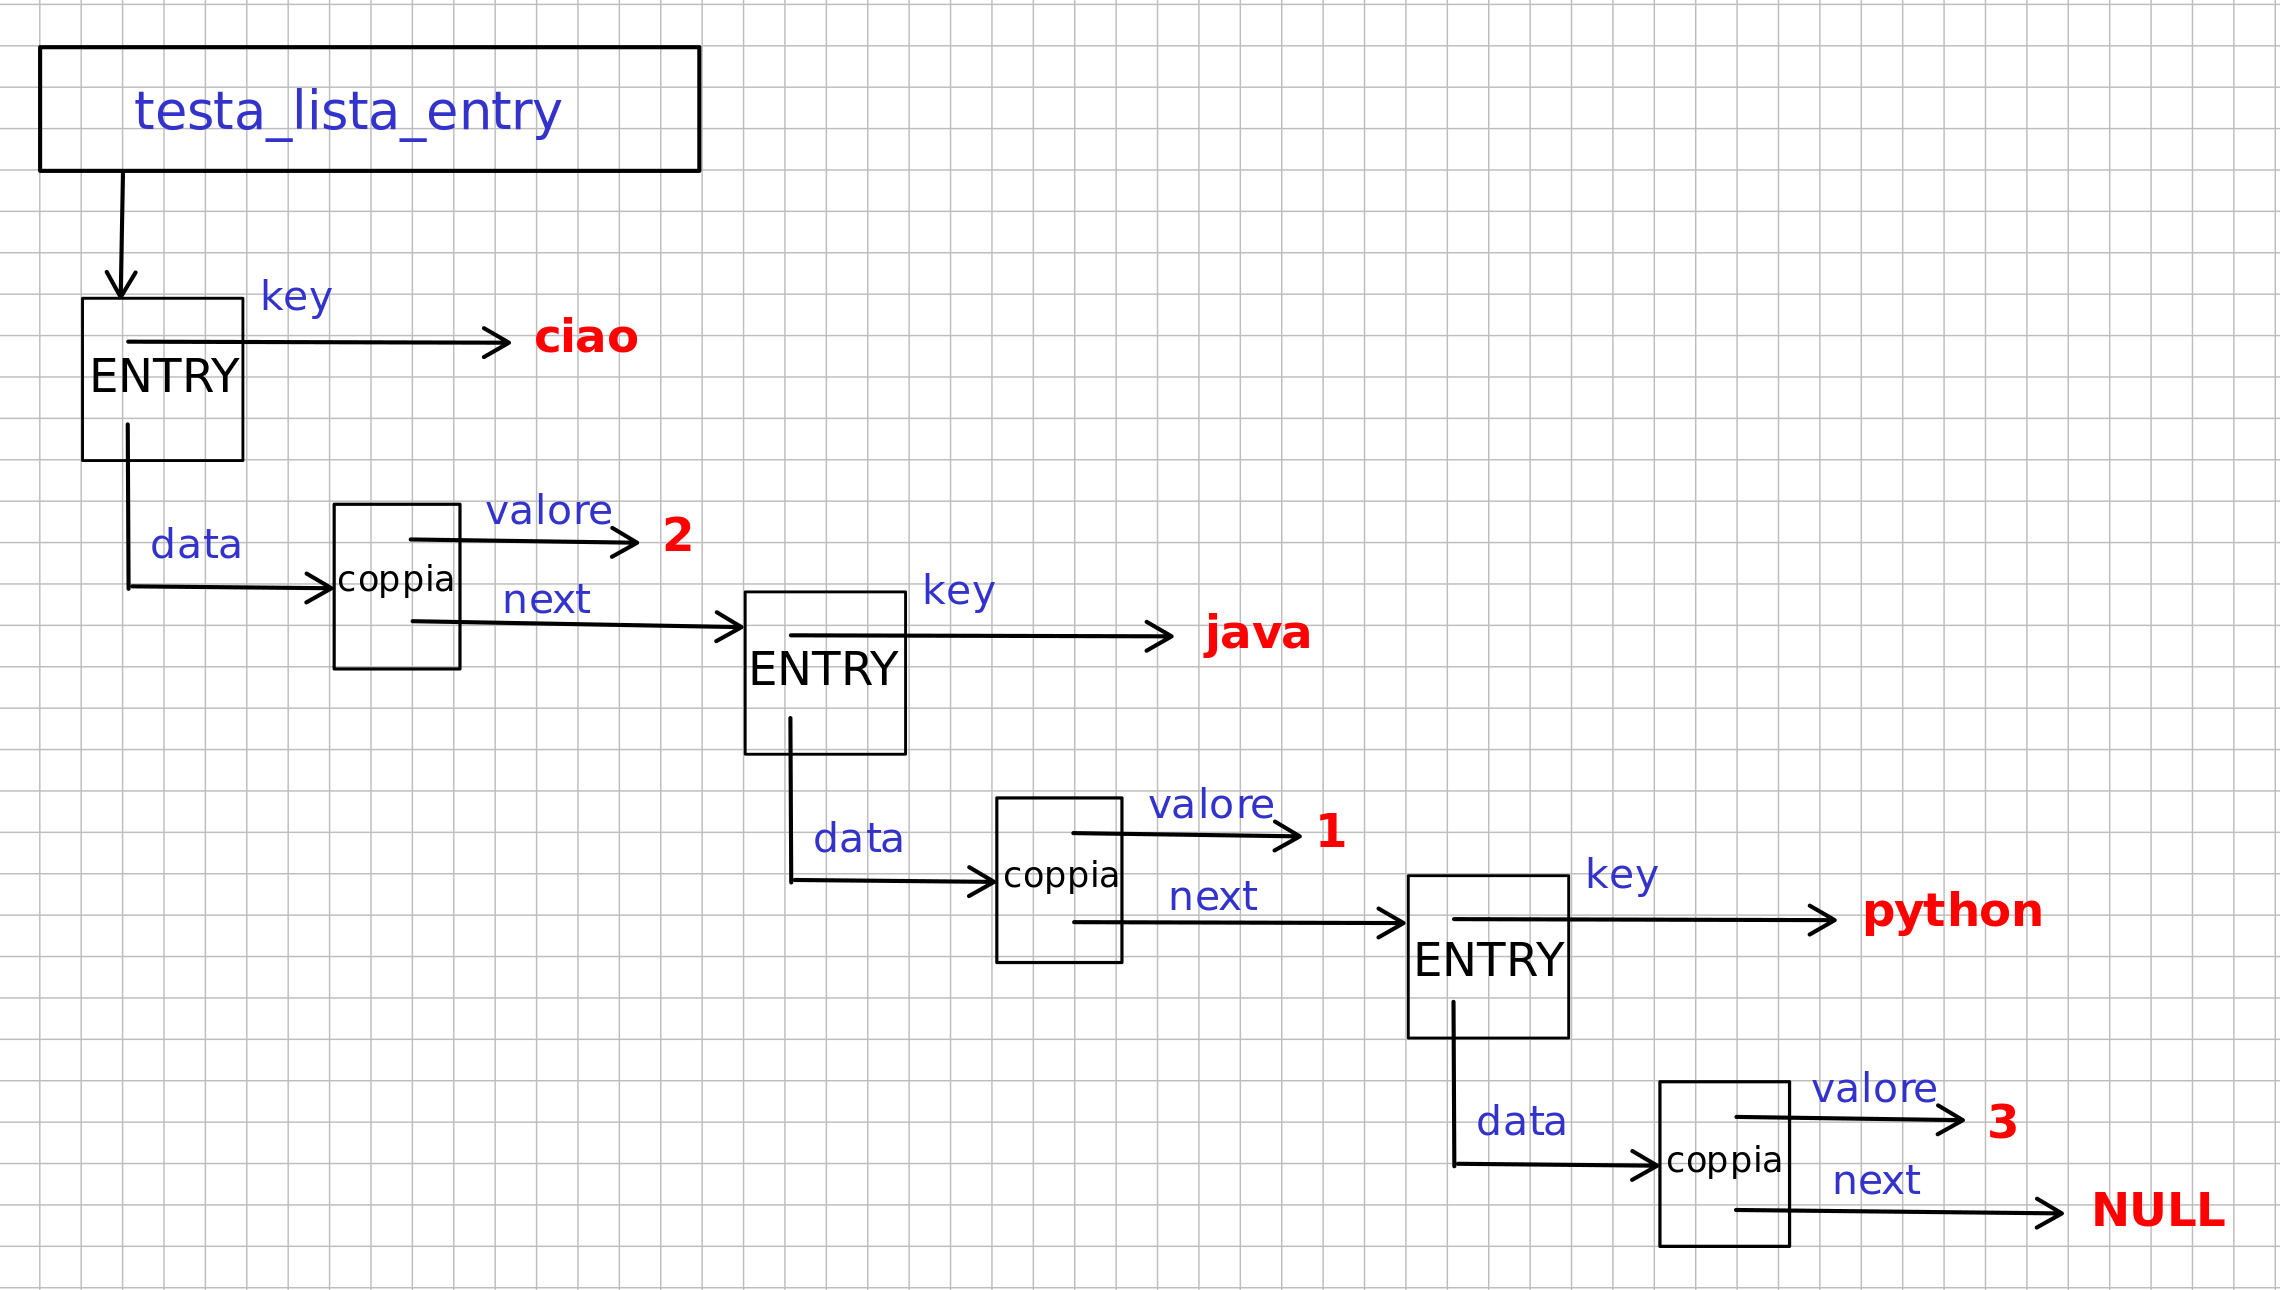 testa_lista_entry
key
ciao
ENTRY
data
coppia
valore
2
next
key
java
ENTRY
data
coppia
valore
1
next
key
python
ENTRY
data
coppia
valore
3
next
NULL